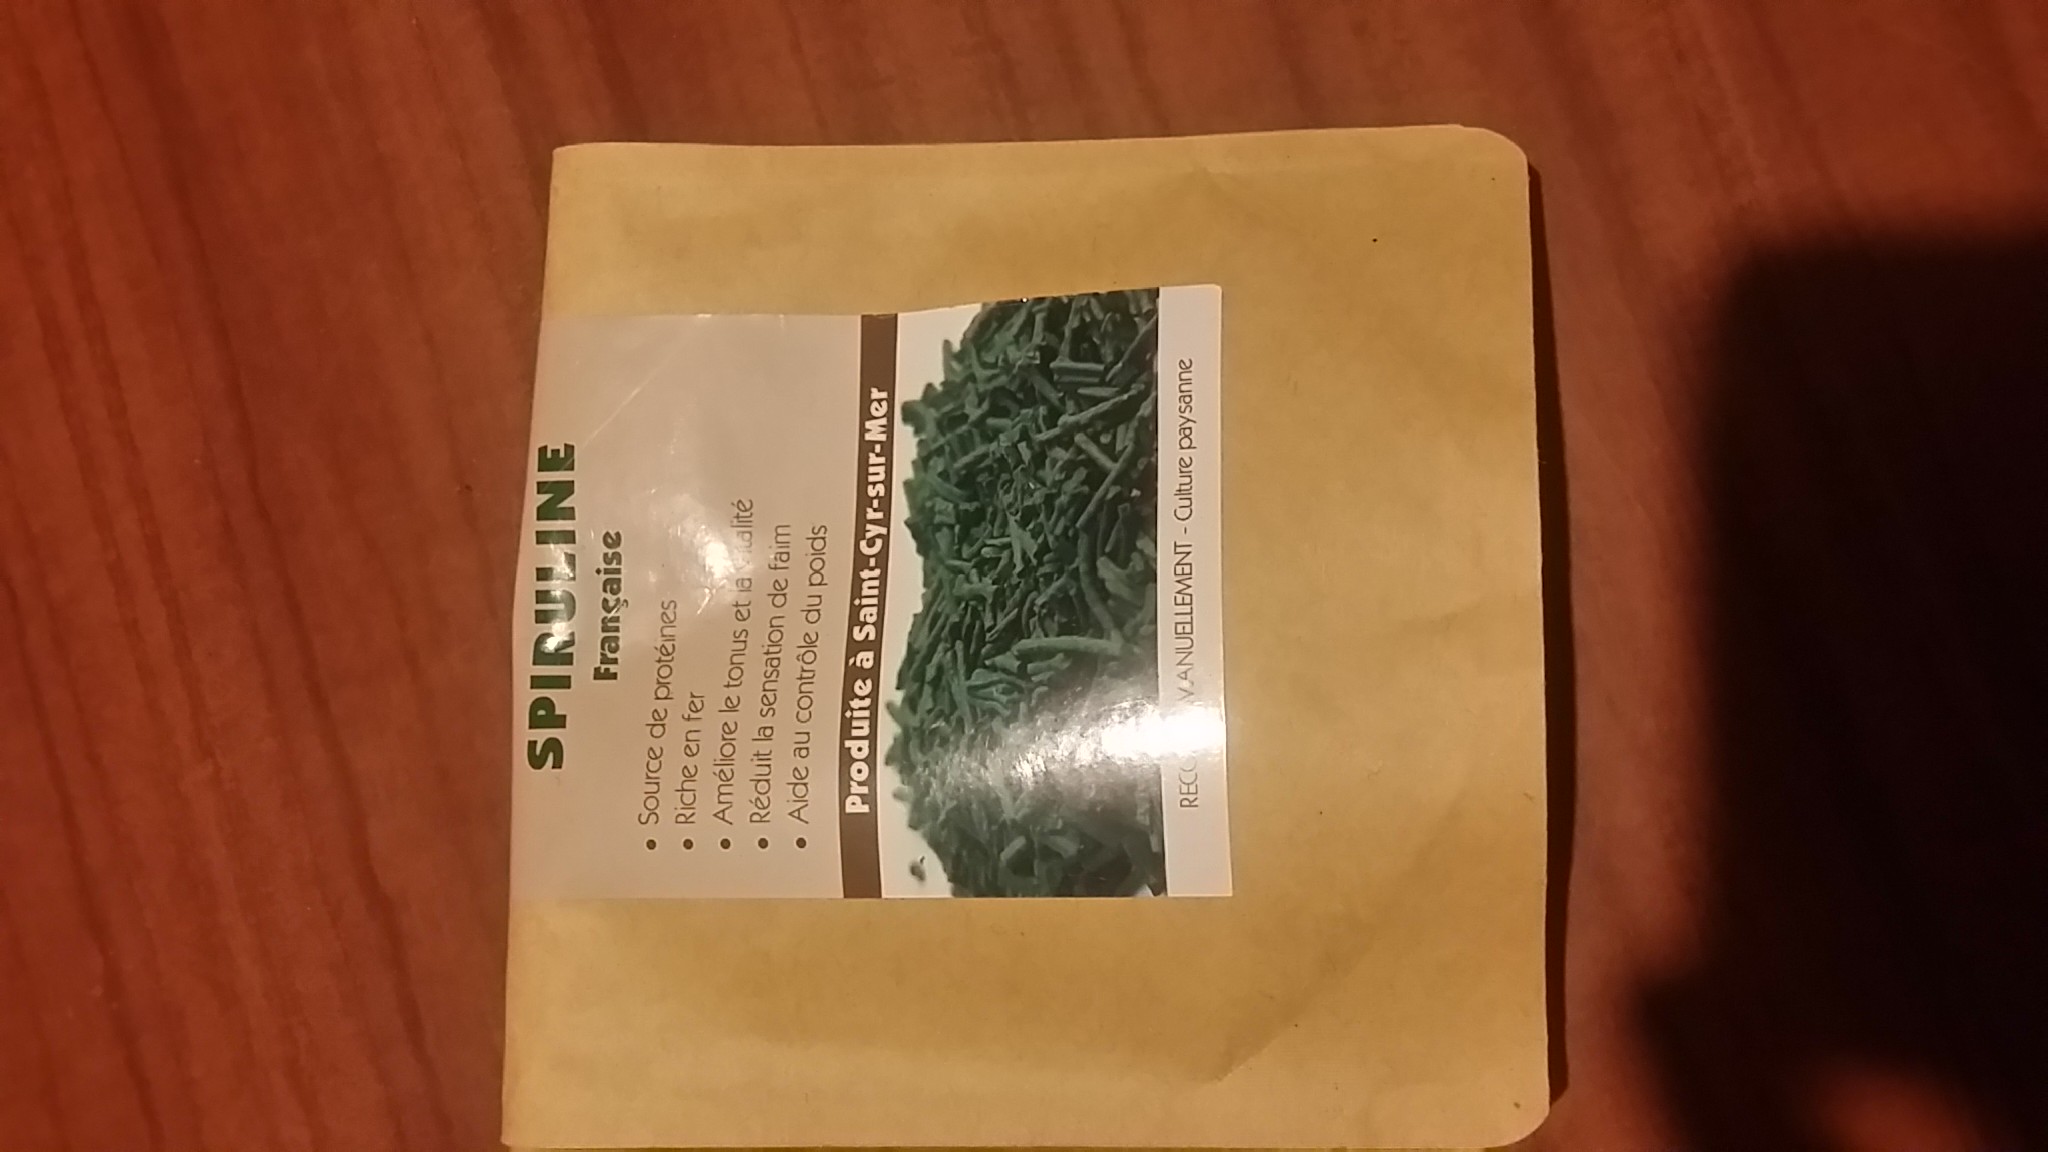 SPIRULINE
Française
• Source de protéines
• Riche en fer
• Améliore le tonus et la vitalité
• Réduit la sensation de faim
• Aide au contrôle du poids
Produite à Saint-Cyr-sur-Mer
MANUELLEMENT - Culture paysanne